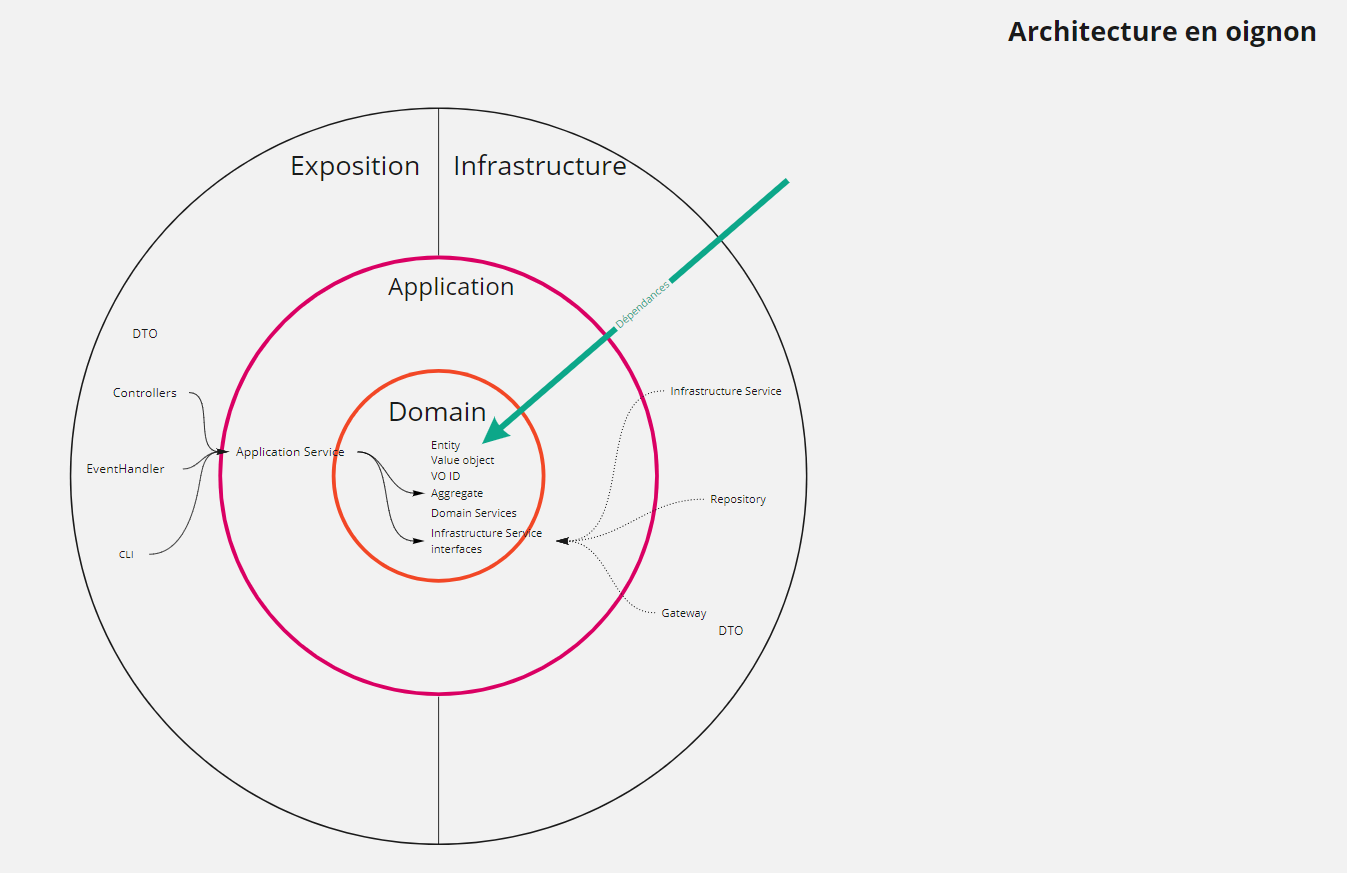 Architecture en oignon
Exposition
Infrastructure
Application
Dépendances
DTO
Controllers
EventHandler
CLI
Application Service
Domain
Entity
Value object
VO ID
Aggregate
Domain Services
Infrastructure Service
interfaces
Infrastructure Service
Repository
Gateway
DTO